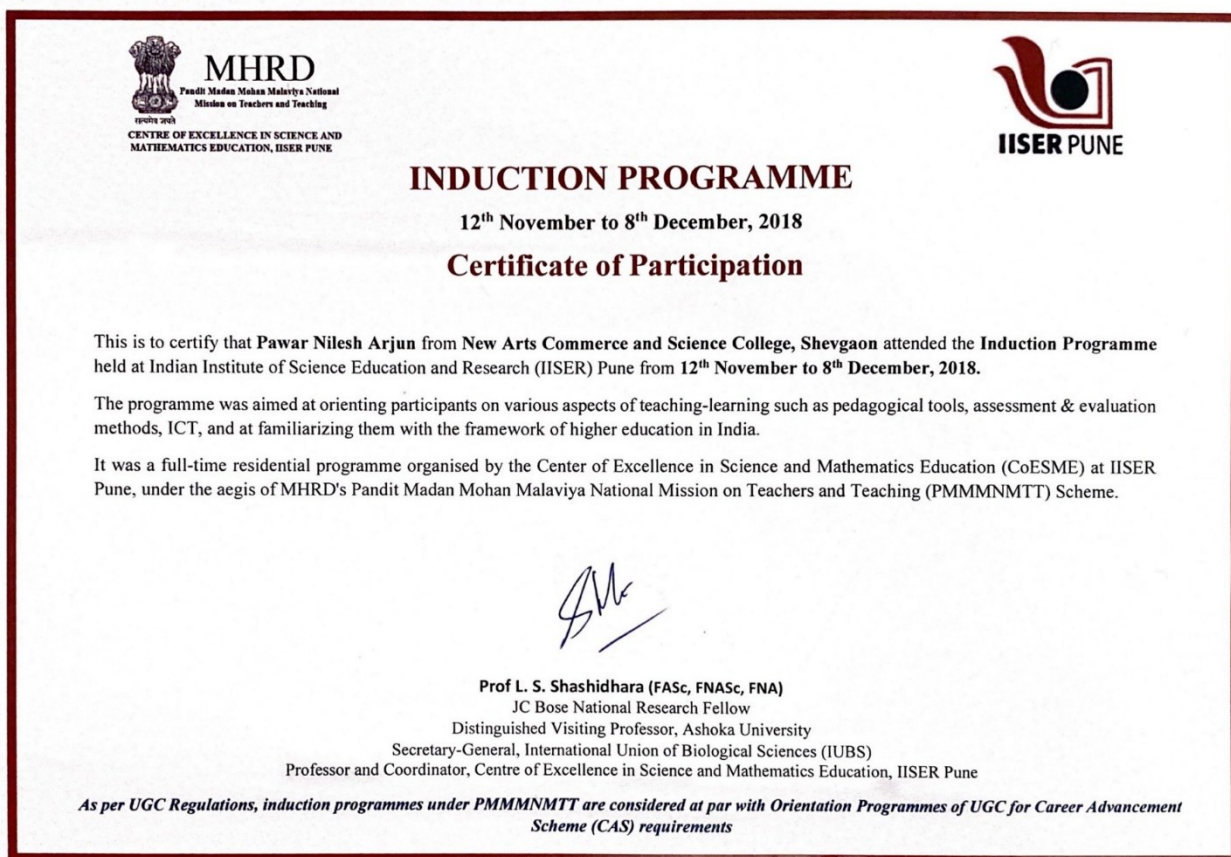 MHRD
Pandit Madan Mohan Malaviya National
Mission on Teachers and Teaching
सत्यमेव जयते
CENTRE OF EXCELLENCE IN SCIENCE AND
MATHEMATICS EDUCATION, IISER PUNE
IISER PUNE
INDUCTION PROGRAMME
12th November to 8th December, 2018
Certificate of Participation
This is to certify that Pawar Nilesh Arjun from New Arts Commerce and Science College, Shevgaon attended the Induction Programme
held at Indian Institute of Science Education and Research (IISER) Pune from 12th November to 8th December, 2018.
The programme was aimed at orienting participants on various aspects of teaching-learning such as pedagogical tools, assessment & evaluation
methods, ICT, and at familiarizing them with the framework of higher education in India.
It was a full-time residential programme organised by the Center of Excellence in Science and Mathematics Education (CoESME) at IISER
Pune, under the aegis of MHRD's Pandit Madan Mohan Malaviya National Mission on Teachers and Teaching (PMMMNMTT) Scheme.
Prof L. S. Shashidhara (FASc, FNASc, FNA)
JC Bose National Research Fellow
Distinguished Visiting Professor, Ashoka University
Secretary-General, International Union of Biological Sciences (IUBS)
Professor and Coordinator, Centre of Excellence in Science and Mathematics Education, IISER Pune
As per UGC Regulations, induction programmes under PMMMNMTT are considered at par with Orientation Programmes of UGC for Career Advancement
Scheme (CAS) requirements